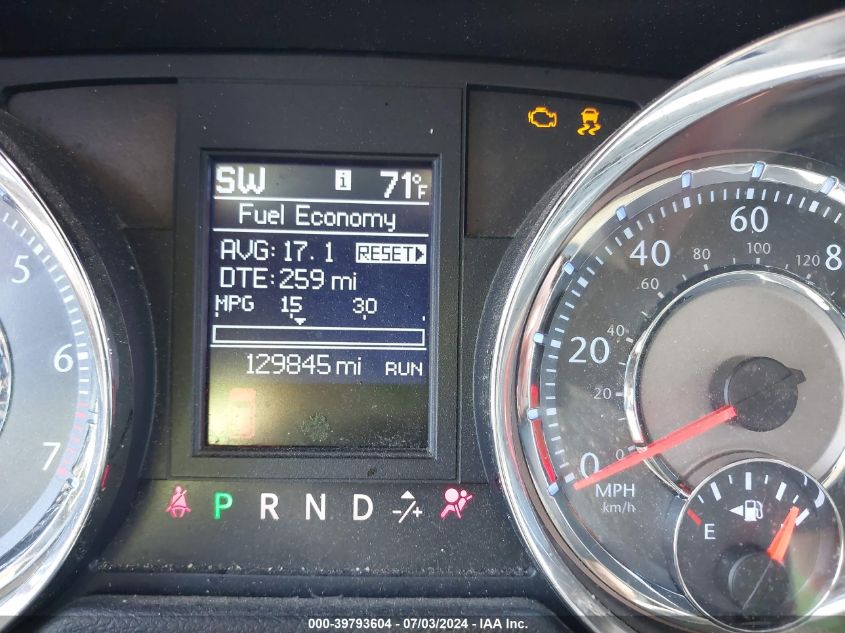 SW i 71°F
Fuel Economy
AVG: 17.1 RESET
DTE: 259 mi
MPG 15 30
129845 mi RUN
P R N D -/+
5
6
7
0 20 40 60 8
0 20 40 60 80 100 120
MPH
km/h
E
000-39793604 / 07/03/2024 - IAA Inc.